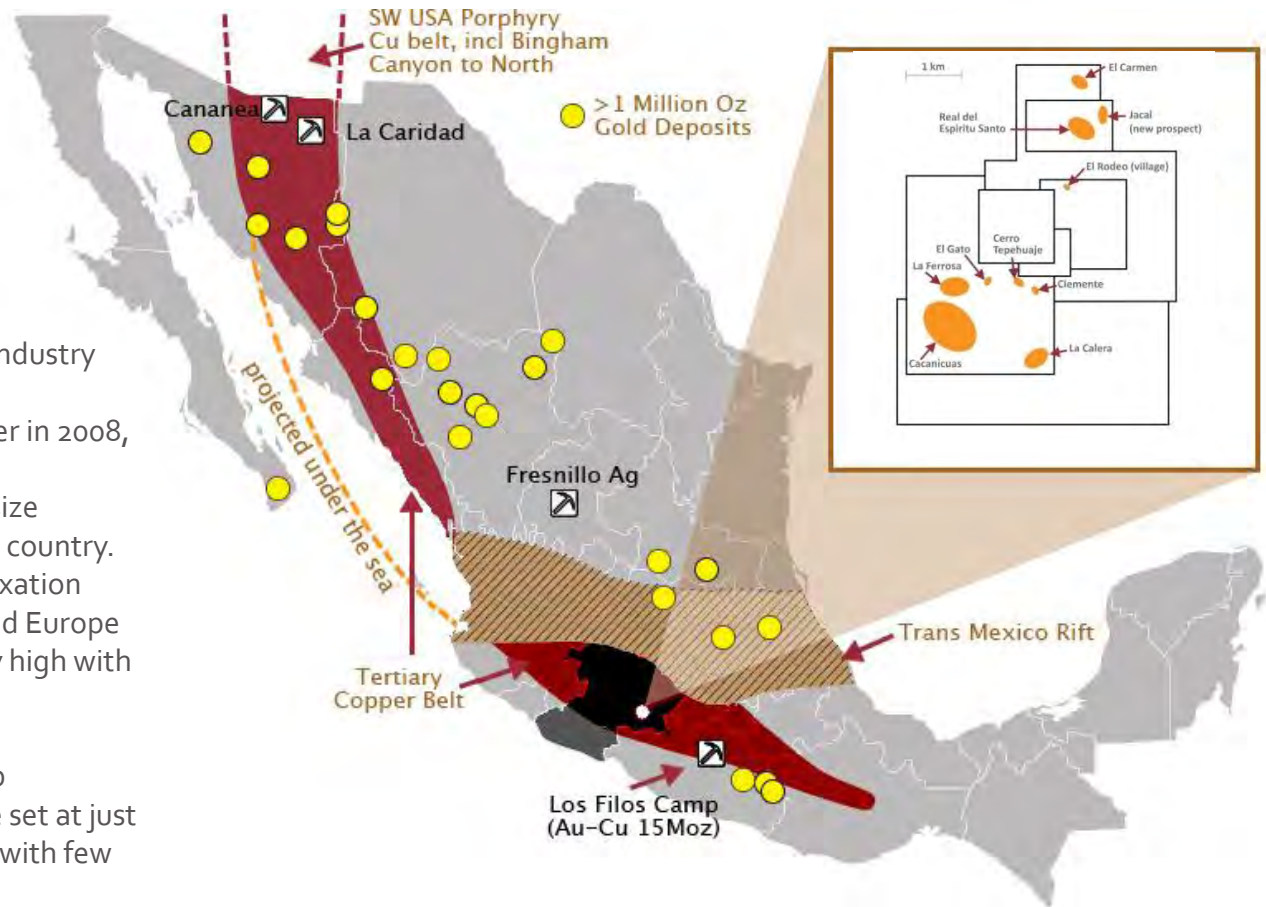 SW USA Porphyry
Cu belt, incl Bingham
Canyon to North
Cananea
La Caridad
>1 Million Oz
Gold Deposits
projected under the sea
Fresnillo Ag
Tertiary
Copper Belt
Trans Mexico Rift
Los Filos Camp
(Au-Cu 15Moz)
1 km
El Carmen
Real del
Espiritu Santo
Jacal
(new prospect)
El Rodeo (village)
El Gato
Cerro
Tepehuaje
La Ferrosa
Clemente
Cacanicuas
La Calera
ndustry
er in 2008,
ize
country.
xation
d Europe
high with
set at just
with few